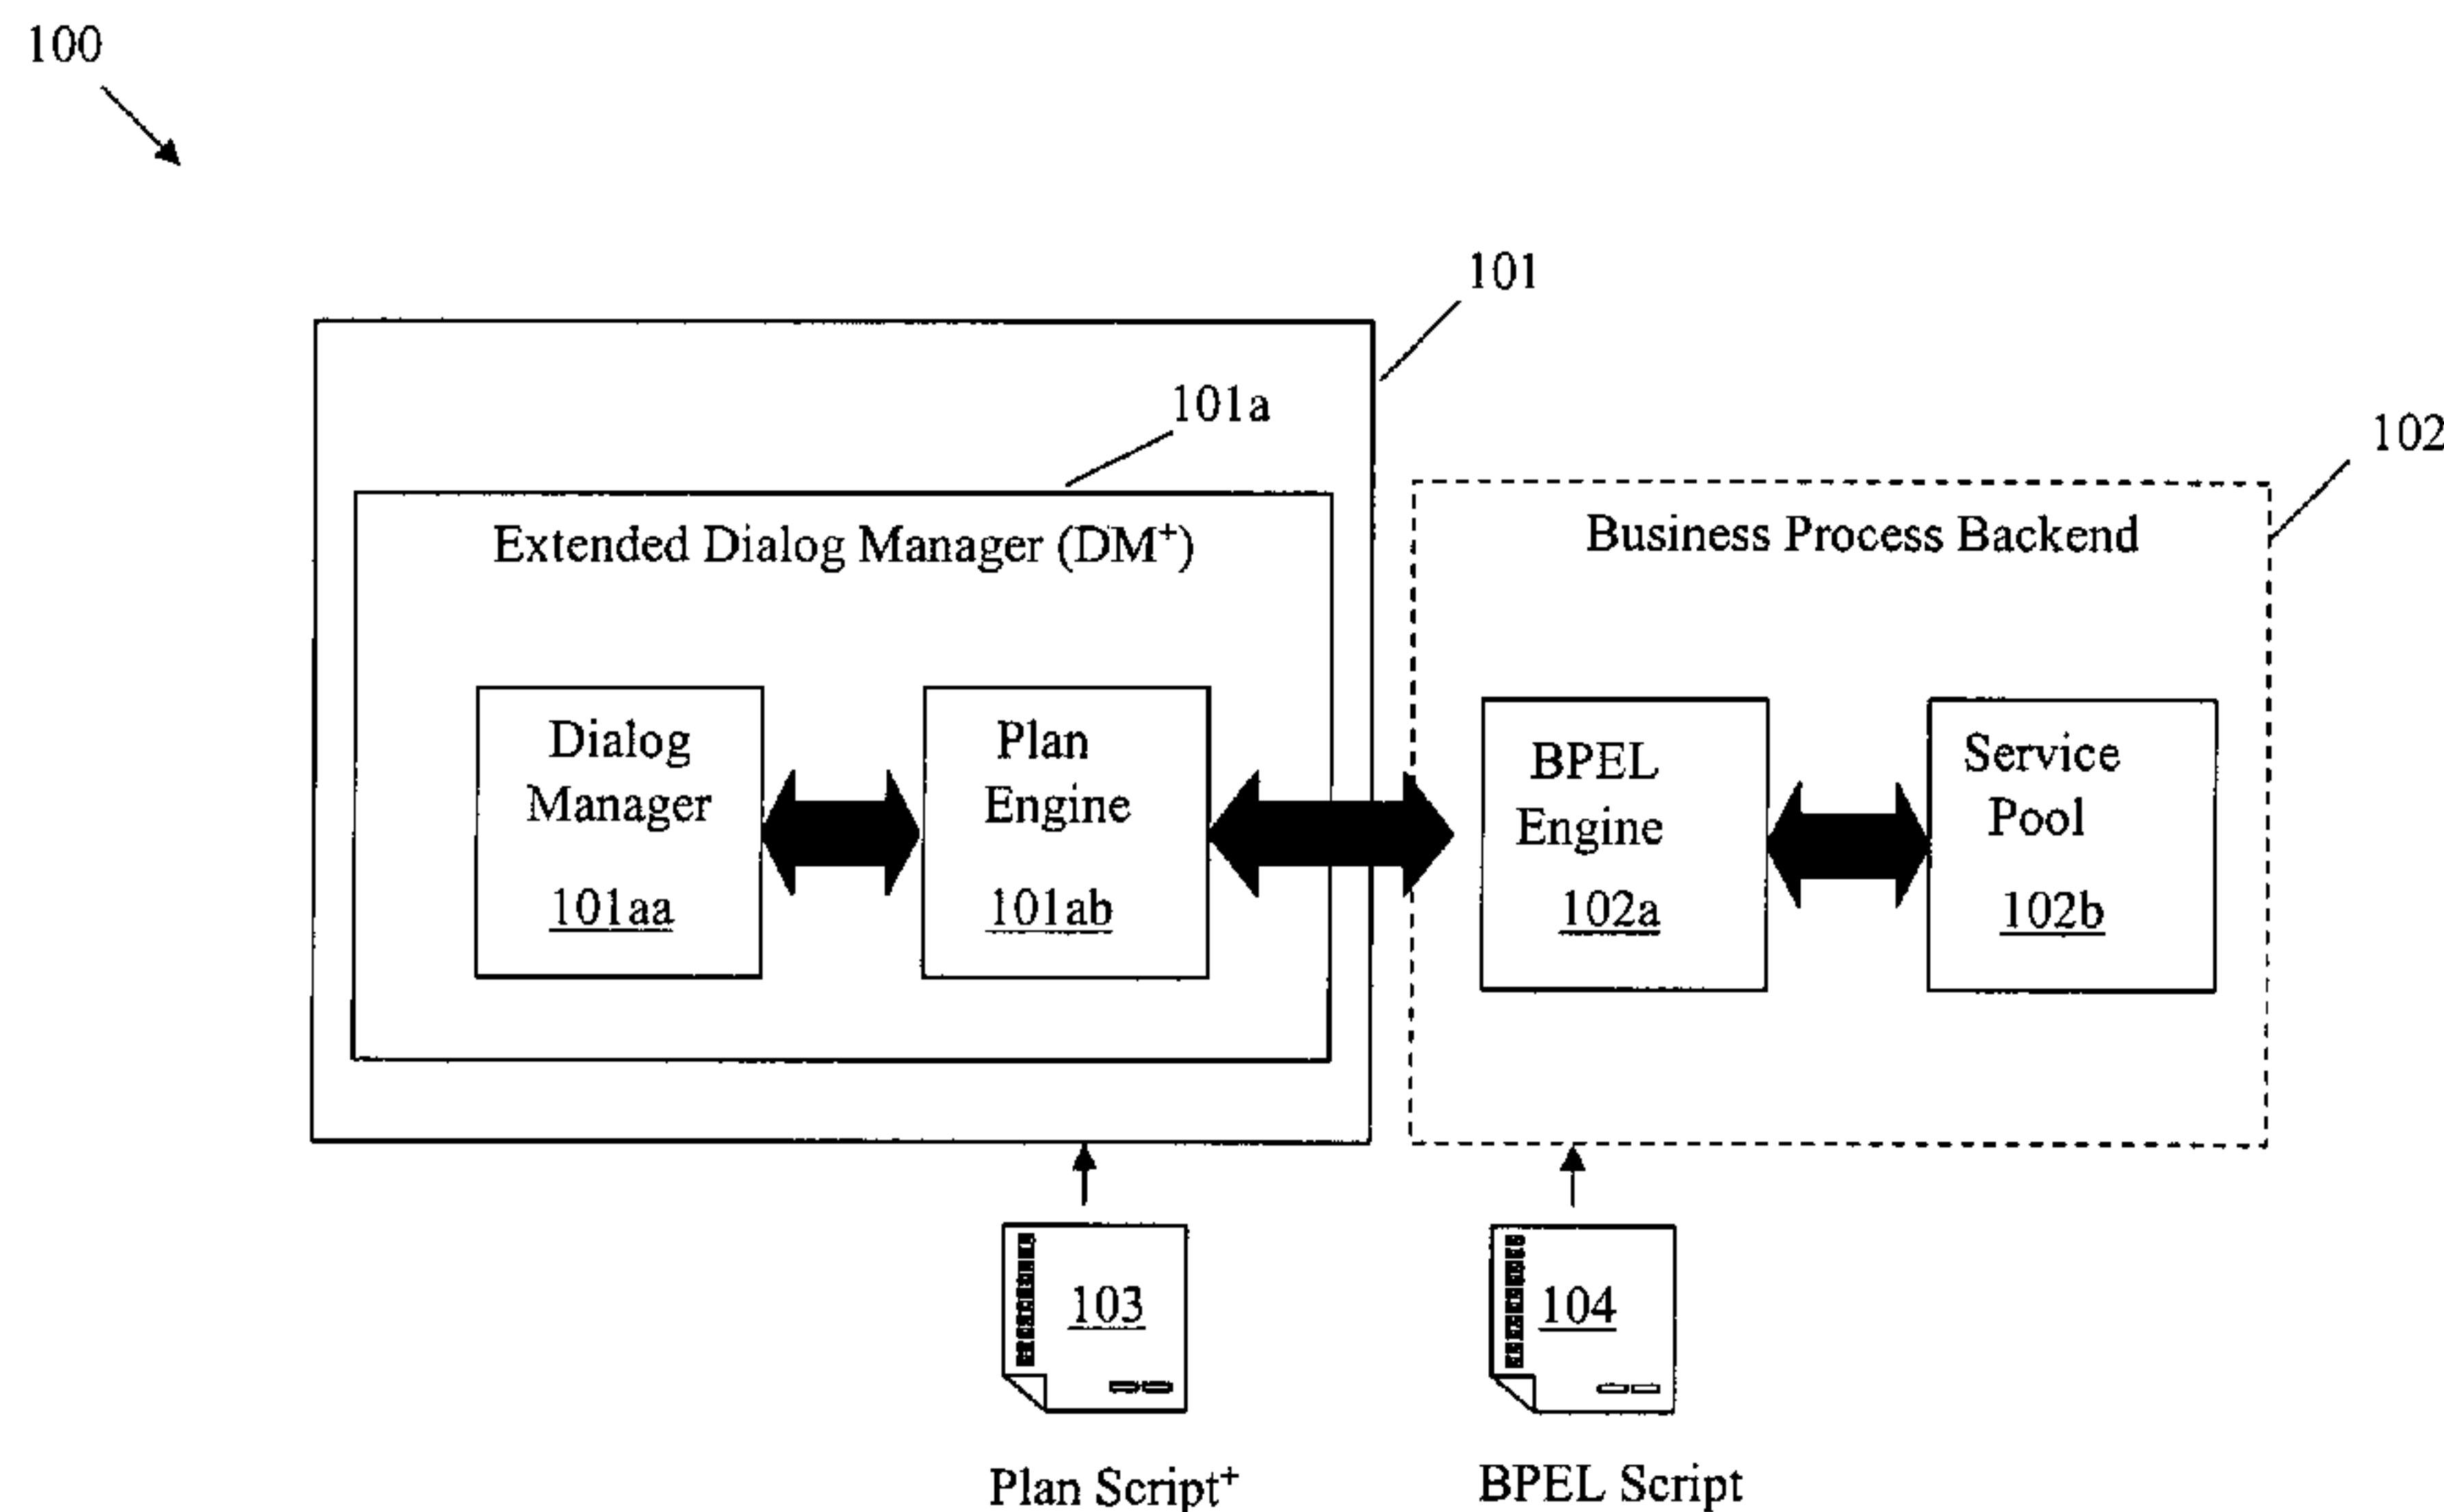 100
101
101a
102
Extended Dialog Manager (DM⁺)
Business Process Backend
Dialog
Manager
101aa
Plan
Engine
101ab
BPEL
Engine
102a
Service
Pool
102b
103
104
Plan Script⁺
BPEL Script